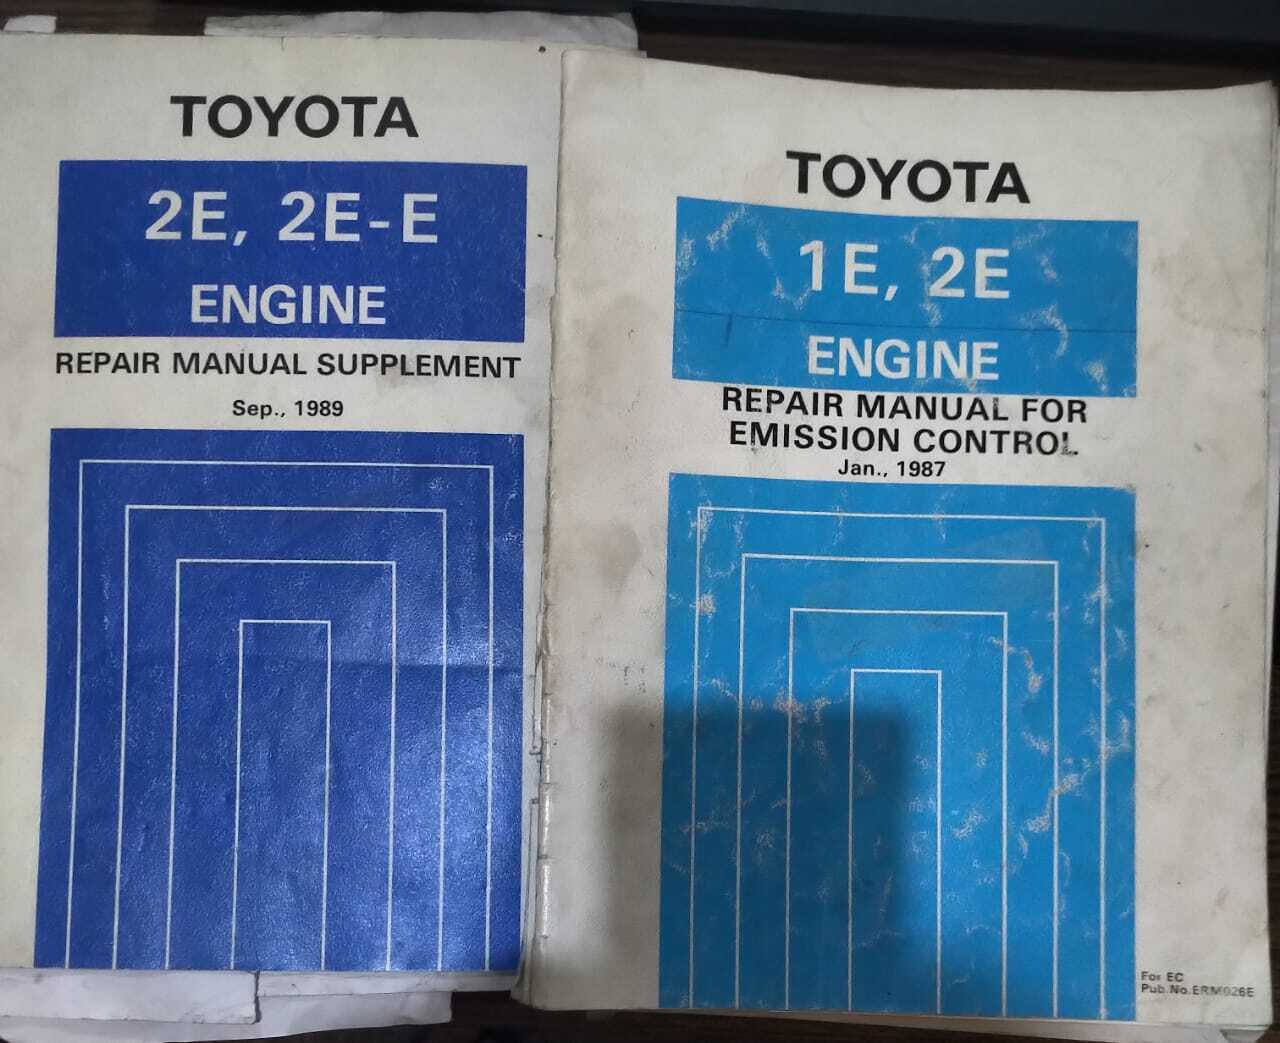 TOYOTA
2E, 2E-E
ENGINE
REPAIR MANUAL SUPPLEMENT
Sep., 1989
TOYOTA
1E, 2E
ENGINE
REPAIR MANUAL FOR
EMISSION CONTROL
Jan., 1987
For EC
Pub.No.ERM026E